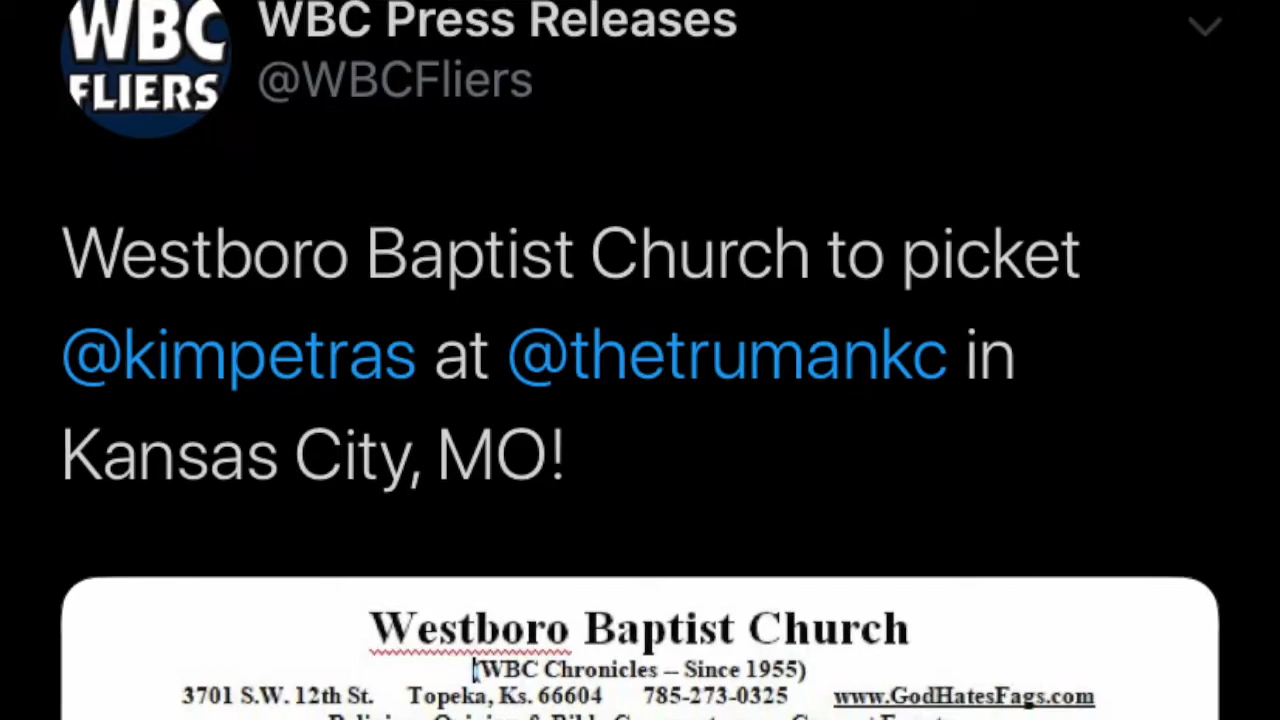 WBC
FLIERS
WBC Press Releases
@WBCFliers
Westboro Baptist Church to picket
@kimpetras at @thetrumankc in
Kansas City, MO!
Westboro Baptist Church
(WBC Chronicles – Since 1955)
3701 S.W. 12th St. Topeka, Ks. 66604 785-273-0325 www.GodHatesFags.com